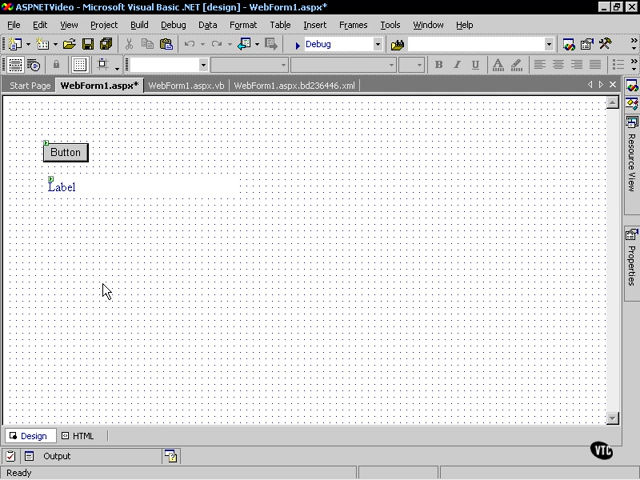 ASPNETVideo - Microsoft Visual Basic .NET [design] - WebForm1.aspx*
File Edit View Project Build Debug Data Format Table Insert Frames Tools Window Help
Debug
B I U A
Start Page WebForm1.aspx* WebForm1.aspx.vb WebForm1.aspx.bd236446.xml
Button
Label
Resource View
Properties
Design HTML
Output
VTC
Ready